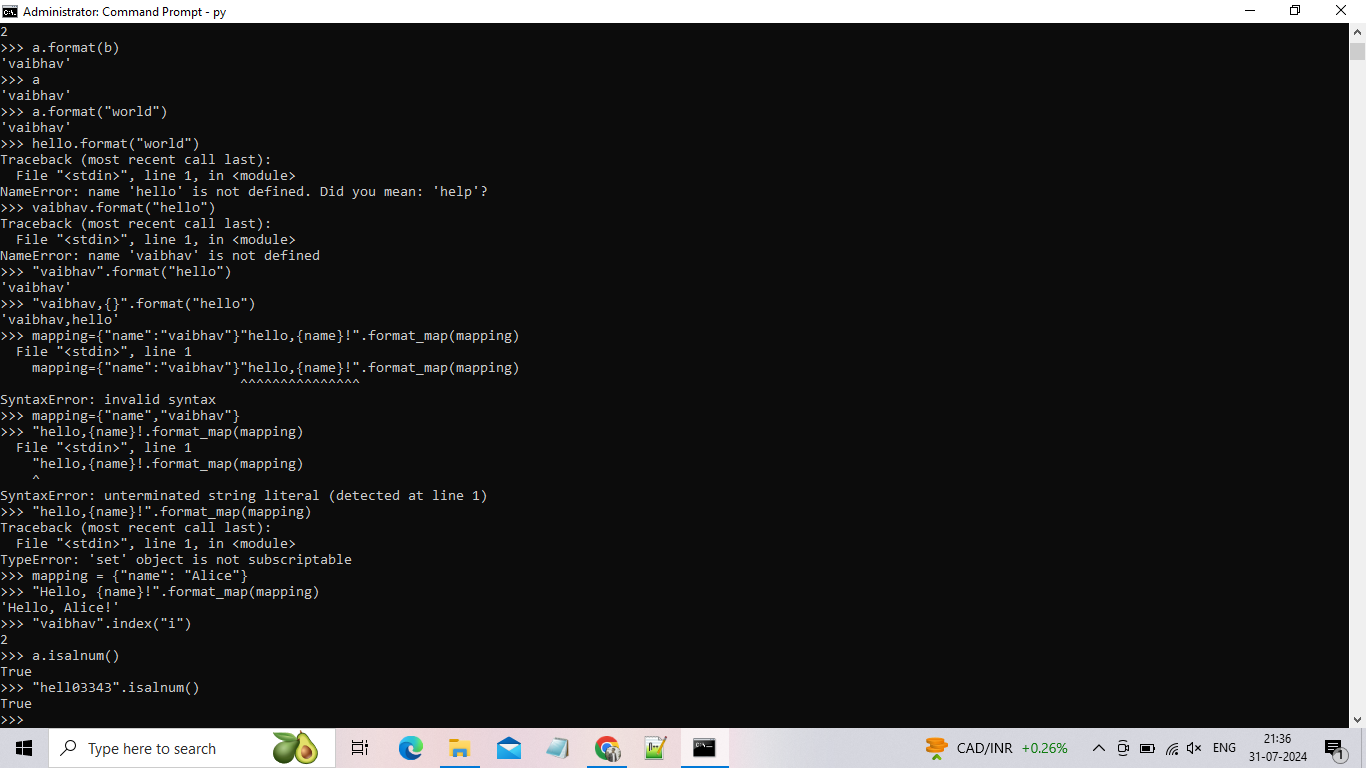 Administrator: Command Prompt - py
2
>>> a.format(b)
'vaibhav'
>>> a
'vaibhav'
>>> a.format("world")
'vaibhav'
>>> hello.format("world")
Traceback (most recent call last):
  File "<stdin>", line 1, in <module>
NameError: name 'hello' is not defined. Did you mean: 'help'?
>>> vaibhav.format("hello")
Traceback (most recent call last):
  File "<stdin>", line 1, in <module>
NameError: name 'vaibhav' is not defined
>>> "vaibhav".format("hello")
'vaibhav'
>>> "vaibhav,{}".format("hello")
'vaibhav,hello'
>>> mapping={"name":"vaibhav"}"hello,{name}!".format_map(mapping)
  File "<stdin>", line 1
    mapping={"name":"vaibhav"}"hello,{name}!".format_map(mapping)
                              ^^^^^^^^^^^^^^^
SyntaxError: invalid syntax
>>> mapping={"name","vaibhav"}
>>> "hello,{name}!.format_map(mapping)
  File "<stdin>", line 1
    "hello,{name}!.format_map(mapping)
    ^
SyntaxError: unterminated string literal (detected at line 1)
>>> "hello,{name}!".format_map(mapping)
Traceback (most recent call last):
  File "<stdin>", line 1, in <module>
TypeError: 'set' object is not subscriptable
>>> mapping = {"name": "Alice"}
>>> "Hello, {name}!".format_map(mapping)
'Hello, Alice!'
>>> "vaibhav".index("i")
2
>>> a.isalnum()
True
>>> "hell03343".isalnum()
True
>>>
Type here to search
CAD/INR +0.26%
ENG
21:36
31-07-2024
1